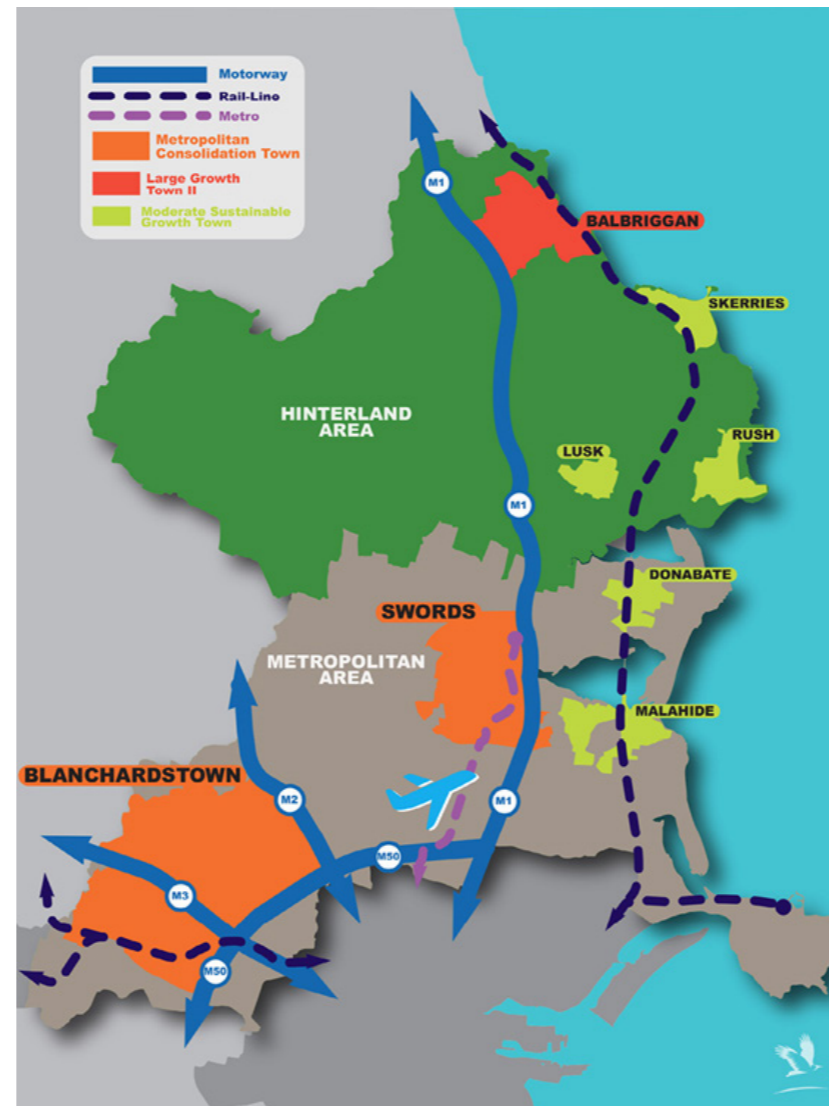 Motorway
Rail-Line
Metro
Metropolitan
Consolidation Town
Large Growth
Town II
Moderate Sustainable
Growth Town
M1
BALBRIGGAN
SKERRIES
HINTERLAND
AREA
LUSK
RUSH
M1
DONABATE
SWORDS
METROPOLITAN
AREA
MALAHIDE
BLANCHARDSTOWN
M2
M1
M50
M3
M50